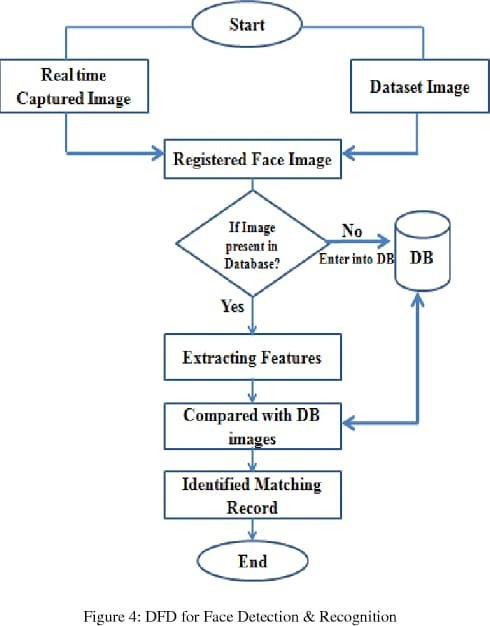 Start
Real time
Captured Image
Dataset Image
Registered Face Image
If Image
present in
Database?
No
Enter into DB
DB
Yes
Extracting Features
Compared with DB
images
Identified Matching
Record
End
Figure 4: DFD for Face Detection & Recognition